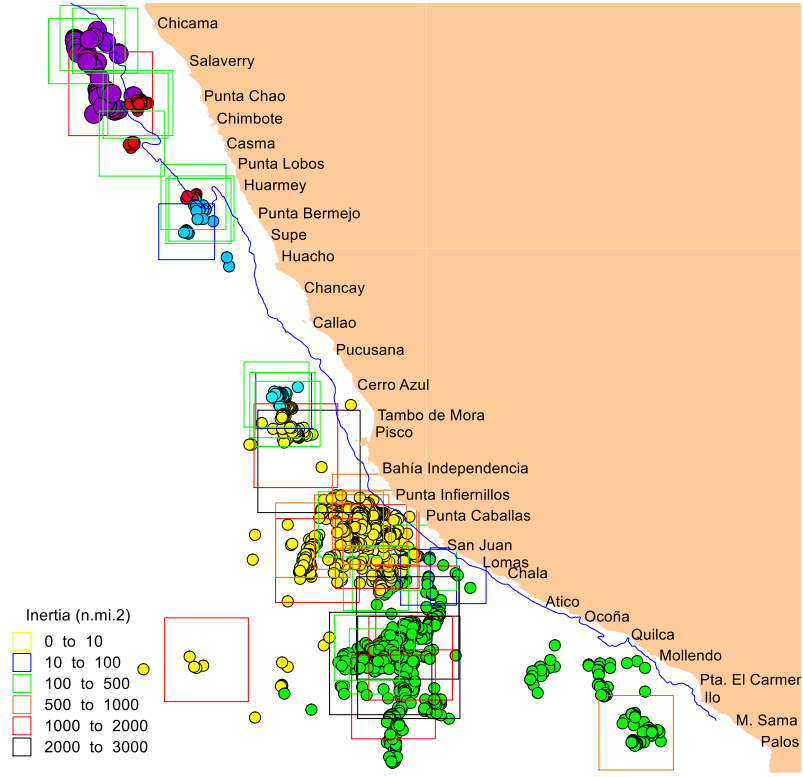 Chicama
Salaverry
Punta Chao
Chimbote
Casma
Punta Lobos
Huarmey
Punta Bermejo
Supe
Huacho
Chancay
Callao
Pucusana
Cerro Azul
Tambo de Mora
Pisco
Bahía Independencia
Punta Infiernillos
Punta Caballas
San Juan
Lomas
Chala
Atico
Ocoña
Quilca
Mollendo
Pta. El Carmer
Ilo
M. Sama
Palos
Inertia (n.mi.2)
0 to 10
10 to 100
100 to 500
500 to 1000
1000 to 2000
2000 to 3000